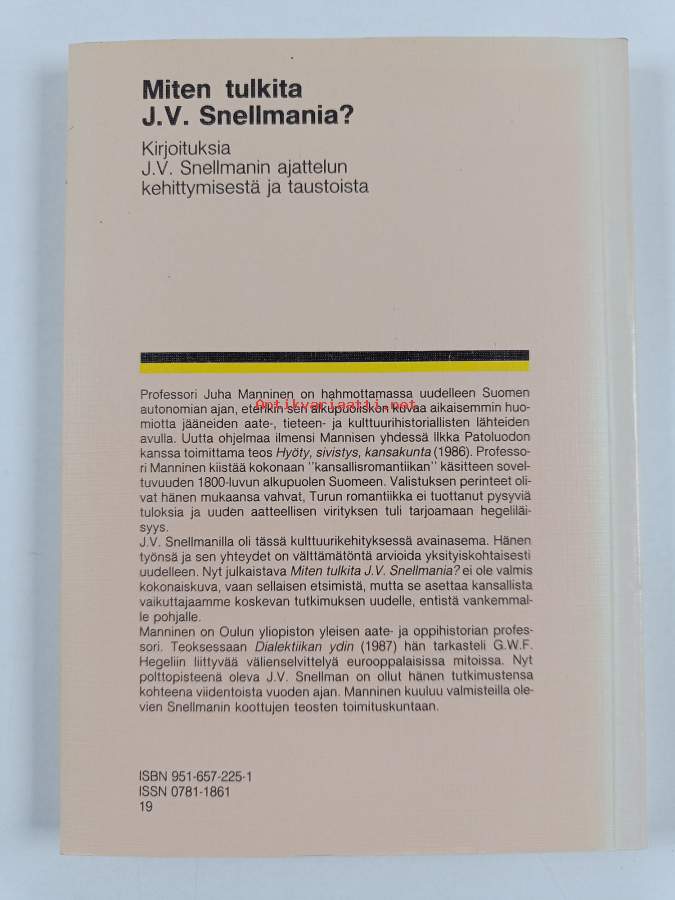 Miten tulkita
J.V. Snellmania?
Kirjoituksia
J.V. Snellmanin ajattelun
kehittymisestä ja taustoista
Professori Juha Manninen on hahmottamassa uudelleen Suomen
autonomian ajan, etenkin sen alkupuoliskon kuvaa aikaisemmin huo-
Antikvariaatti.net
miotta jääneiden aate-, tieteen- ja kulttuurihistoriallisten lähteiden
avulla. Uutta ohjelmaa ilmensi Mannisen yhdessä Ilkka Patoluodon
kanssa toimittama teos Hyöty, sivistys, kansakunta (1986). Professo-
ri Manninen kiistää kokonaan "kansallisromantiikan" käsitteen sovel-
tuvuuden 1800-luvun alkupuolen Suomeen. Valistuksen perinteet oli-
vat hänen mukaansa vahvat, Turun romantiikka ei tuottanut pysyviä
tuloksia ja uuden aatteellisen virityksen tuli tarjoamaan hegeliläi-
syys.
J.V. Snellmanilla oli tässä kulttuurikehityksessä avainasema. Hänen
työnsä ja sen yhteydet on välttämätöntä arvioida yksityiskohtaisesti
uudelleen. Nyt julkaistava Miten tulkita J.V. Snellmania? ei ole valmis
kokonaiskuva, vaan sellaisen etsimistä, mutta se asettaa kansallista
vaikuttajaamme koskevan tutkimuksen uudelle, entistä vankemmal-
le pohjalle.
Manninen on Oulun yliopiston yleisen aate- ja oppihistorian profes-
sori. Teoksessaan Dialektiikan ydin (1987) hän tarkasteli G.W.F.
Hegeliin liittyvää välienselvittelyä eurooppalaisissa mitoissa. Nyt
polttopisteenä oleva J.V. Snellman on ollut hänen tutkimustensa
kohteena viidentoista vuoden ajan. Manninen kuuluu valmisteilla ole-
vien Snellmanin koottujen teosten toimituskuntaan.
ISBN 951-657-225-1
ISSN 0781-1861
19